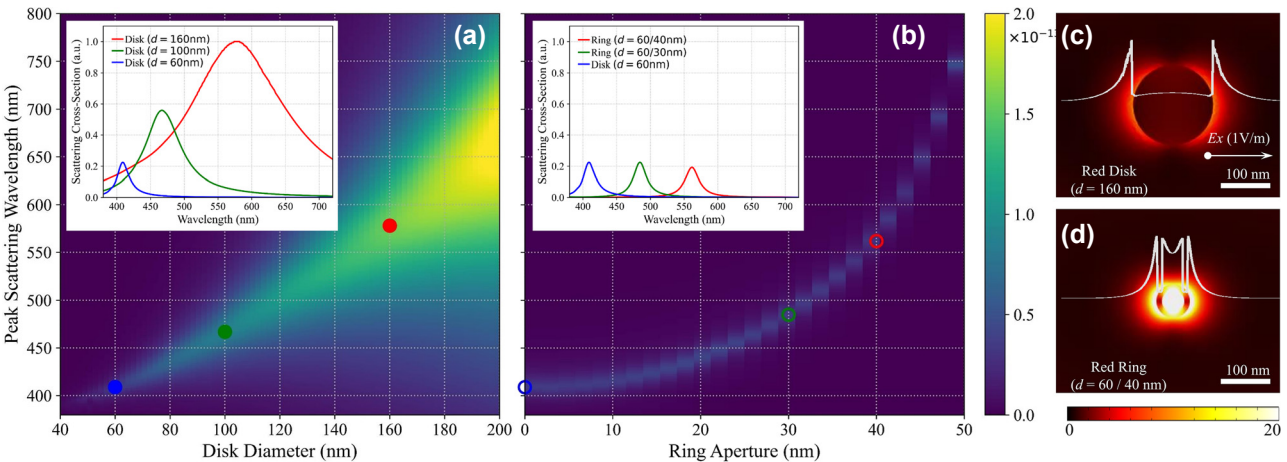 Peak Scattering Wavelength (nm)
800
750
700
650
600
550
500
450
400
40
60
80
100
120
140
160
180
200
Disk Diameter (nm)
(a)
Scattering Cross-Section (a.u.)
1.0
0.8
0.6
0.4
0.2
0.0
400
450
500
550
600
650
700
Wavelength (nm)
Disk (d = 160nm)
Disk (d = 100nm)
Disk (d = 60nm)
(b)
Scattering Cross-Section (a.u.)
1.0
0.8
0.6
0.4
0.2
0.0
400
450
500
550
600
650
700
Wavelength (nm)
Ring (d = 60/40nm)
Ring (d = 60/30nm)
Disk (d = 60nm)
0
10
20
30
40
50
Ring Aperture (nm)
2.0
1.5
1.0
0.5
0.0
(c)
Ex (1V/m)
Red Disk
(d = 160 nm)
100 nm
(d)
Red Ring
(d = 60 / 40 nm)
100 nm
0
10
20